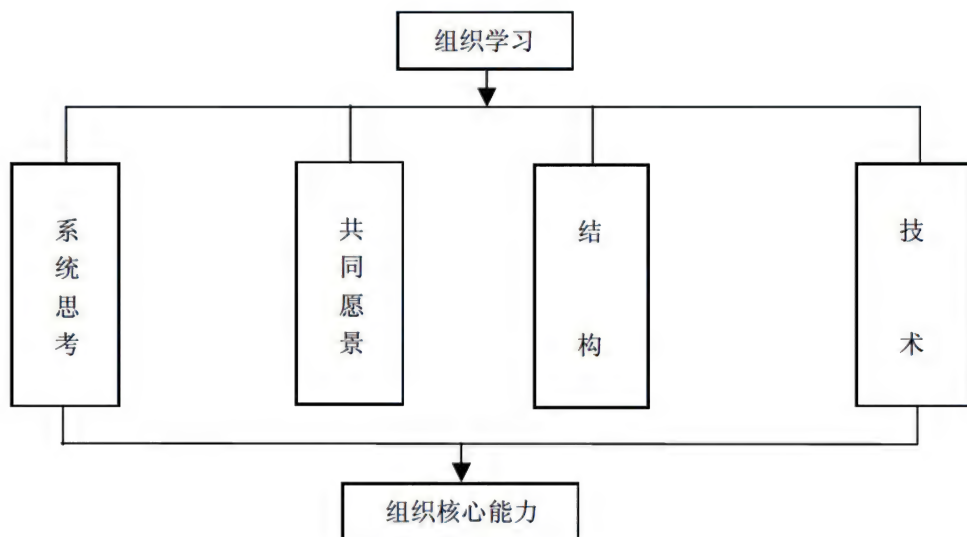 组织学习
系统思考
共同愿景
结构
技术
组织核心能力